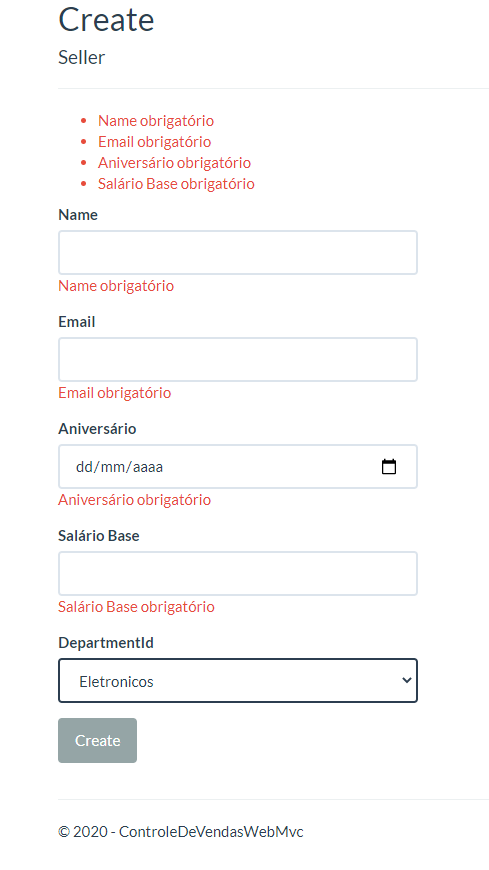 Create
Seller
Name obrigatório
Email obrigatório
Aniversário obrigatório
Salário Base obrigatório
Name
Name obrigatório
Email
Email obrigatório
Aniversário
dd/mm/aaaa
Aniversário obrigatório
Salário Base
Salário Base obrigatório
DepartmentId
Eletronicos
Create
© 2020 - ControleDeVendasWebMvc